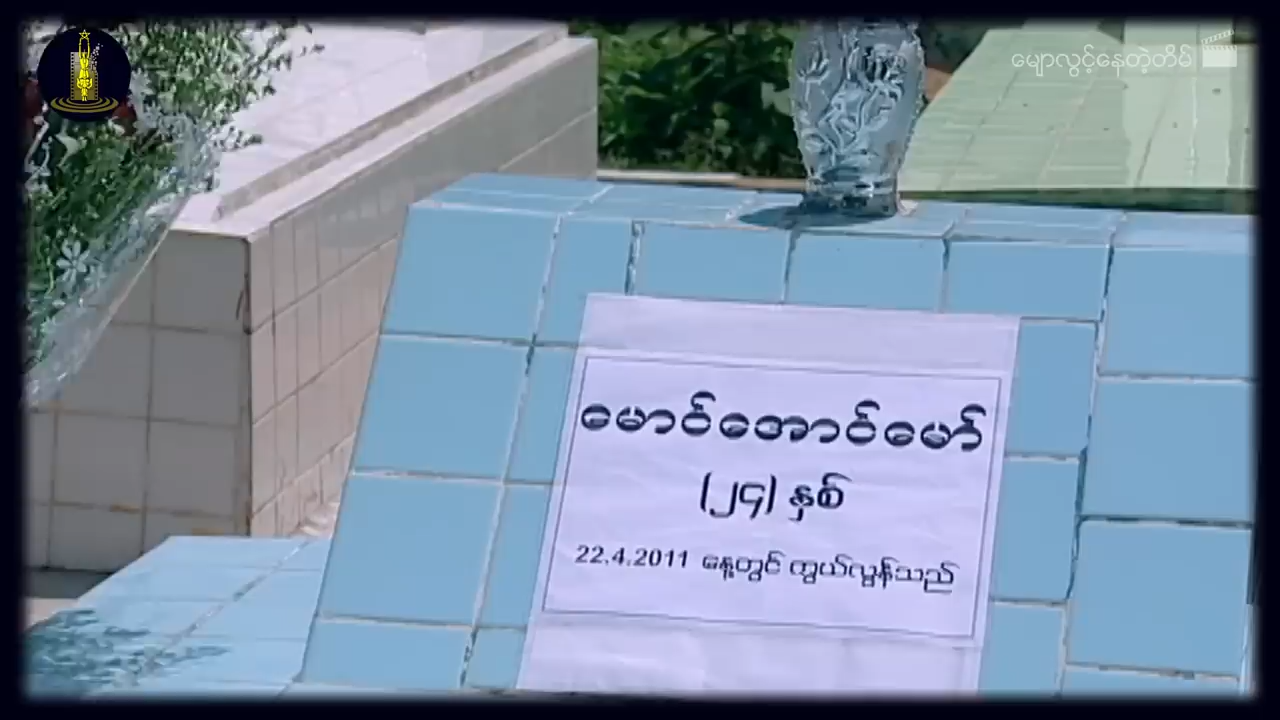 မျောလွင့်နေတဲ့တိမ်
မောင်အောင်မော်
(၂၄) နှစ်
22.4.2011 နေ့တွင် ကွယ်လွန်သည်